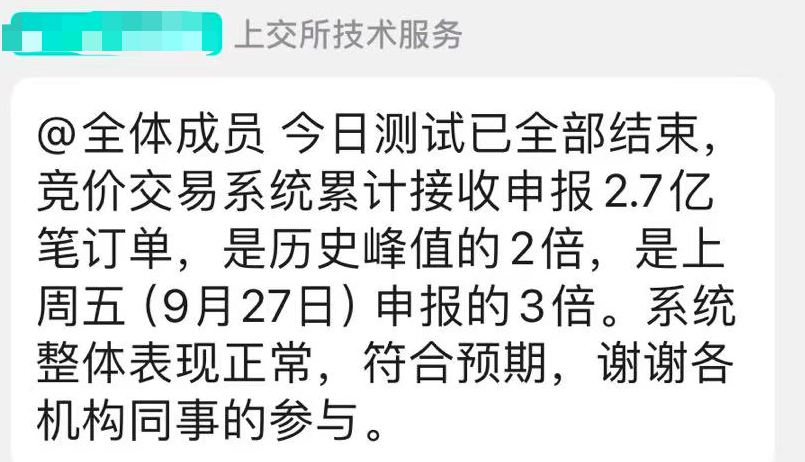 上交所技术服务
@全体成员 今日测试已全部结束，
竞价交易系统累计接收申报2.7亿
笔订单，是历史峰值的2倍，是上
周五（9月27日）申报的3倍。系统
整体表现正常，符合预期，谢谢各
机构同事的参与。